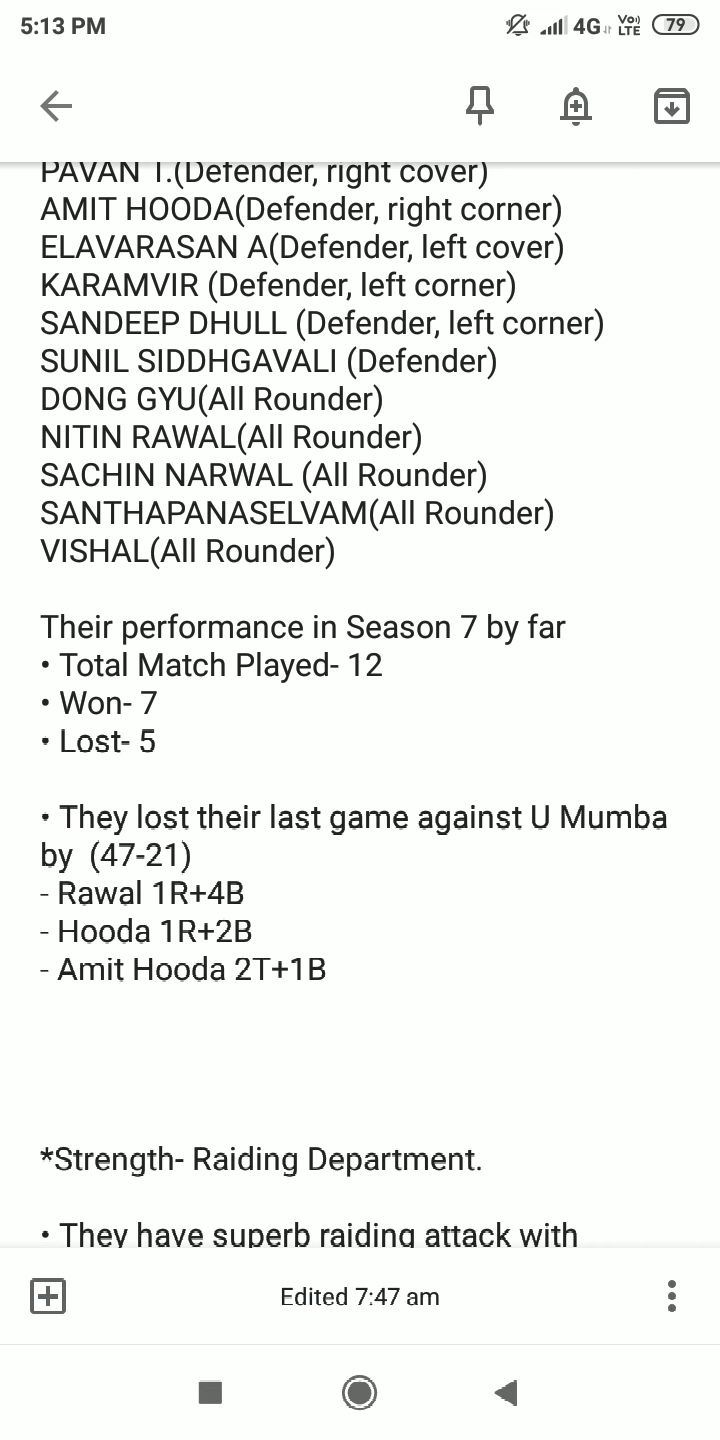 5:13 PM
4G
Vo))
LTE
79
PAVAN T.(Defender, right cover)
AMIT HOODA(Defender, right corner)
ELAVARASAN A(Defender, left cover)
KARAMVIR (Defender, left corner)
SANDEEP DHULL (Defender, left corner)
SUNIL SIDDHGAVALI (Defender)
DONG GYU(All Rounder)
NITIN RAWAL(All Rounder)
SACHIN NARWAL (All Rounder)
SANTHAPANASELVAM(All Rounder)
VISHAL(All Rounder)
Their performance in Season 7 by far
• Total Match Played- 12
• Won- 7
• Lost- 5
• They lost their last game against U Mumba
by  (47-21)
- Rawal 1R+4B
- Hooda 1R+2B
- Amit Hooda 2T+1B
*Strength- Raiding Department.
• They have superb raiding attack with
Edited 7:47 am